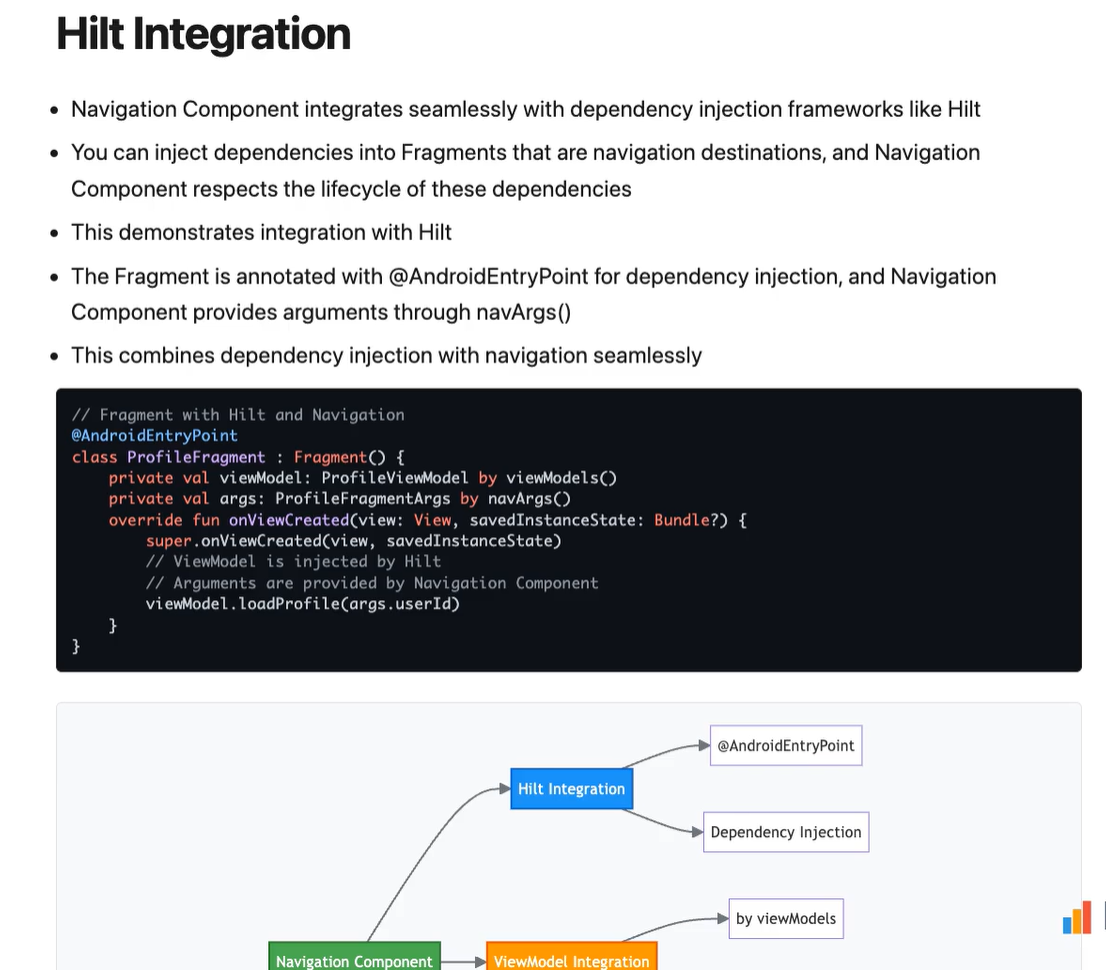 Hilt Integration
Navigation Component integrates seamlessly with dependency injection frameworks like Hilt
You can inject dependencies into Fragments that are navigation destinations, and Navigation
Component respects the lifecycle of these dependencies
This demonstrates integration with Hilt
The Fragment is annotated with @AndroidEntryPoint for dependency injection, and Navigation
Component provides arguments through navArgs()
This combines dependency injection with navigation seamlessly
// Fragment with Hilt and Navigation
@AndroidEntryPoint
class ProfileFragment : Fragment() {
    private val viewModel: ProfileViewModel by viewModels()
    private val args: ProfileFragmentArgs by navArgs()
    override fun onViewCreated(view: View, savedInstanceState: Bundle?) {
        super.onViewCreated(view, savedInstanceState)
        // ViewModel is injected by Hilt
        // Arguments are provided by Navigation Component
        viewModel.loadProfile(args.userId)
    }
}
@AndroidEntryPoint
Hilt Integration
Dependency Injection
by viewModels
Navigation Component
ViewModel Integration